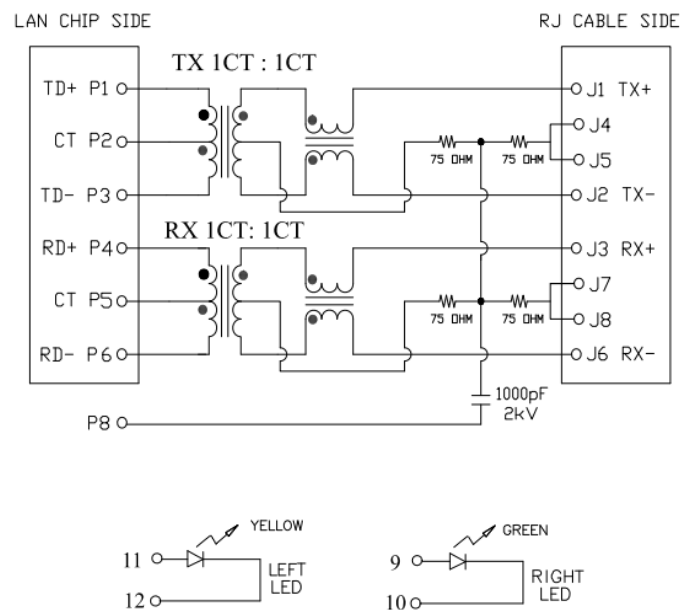 LAN CHIP SIDE
RJ CABLE SIDE
TX 1CT : 1CT
TD+ P1
J1 TX+
J4
CT P2
75 OHM
75 OHM
J5
TD- P3
J2 TX-
RX 1CT: 1CT
RD+ P4
J3 RX+
J7
CT P5
75 OHM
75 OHM
J8
RD- P6
J6 RX-
1000pF
2kV
P8
YELLOW
11
LEFT
LED
12
GREEN
9
RIGHT
LED
10